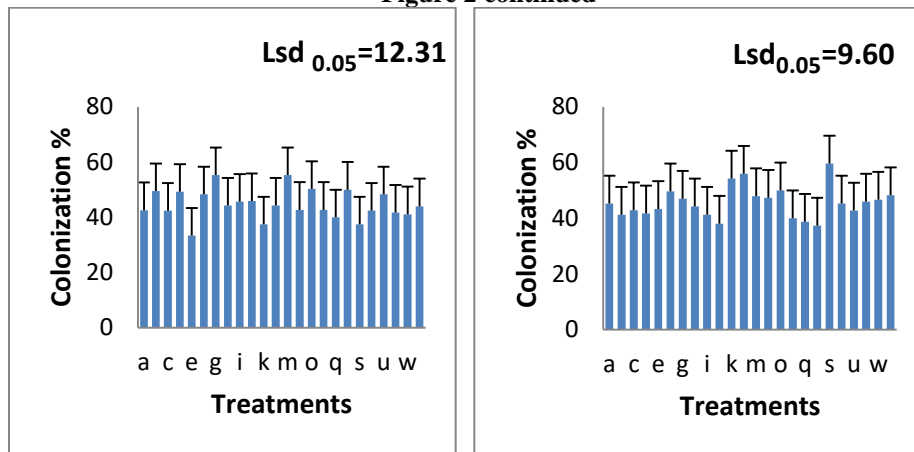 Figure 2 continued
Lsd 0.05=12.31
80
60
40
20
0
Colonization %
a c e g i k m o q s u w
Treatments
Lsd0.05=9.60
80
60
40
20
0
Colonization %
a c e g i k m o q s u w
Treatments